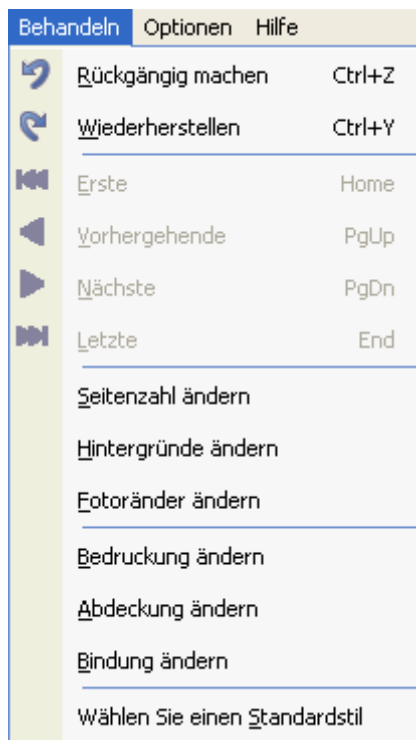 Behandeln Optionen Hilfe
Rückgängig machen Ctrl+Z
Wiederherstellen Ctrl+Y
Erste Home
Vorhergehende PgUp
Nächste PgDn
Letzte End
Seitenzahl ändern
Hintergründe ändern
Fotoränder ändern
Bedruckung ändern
Abdeckung ändern
Bindung ändern
Wählen Sie einen Standardstil